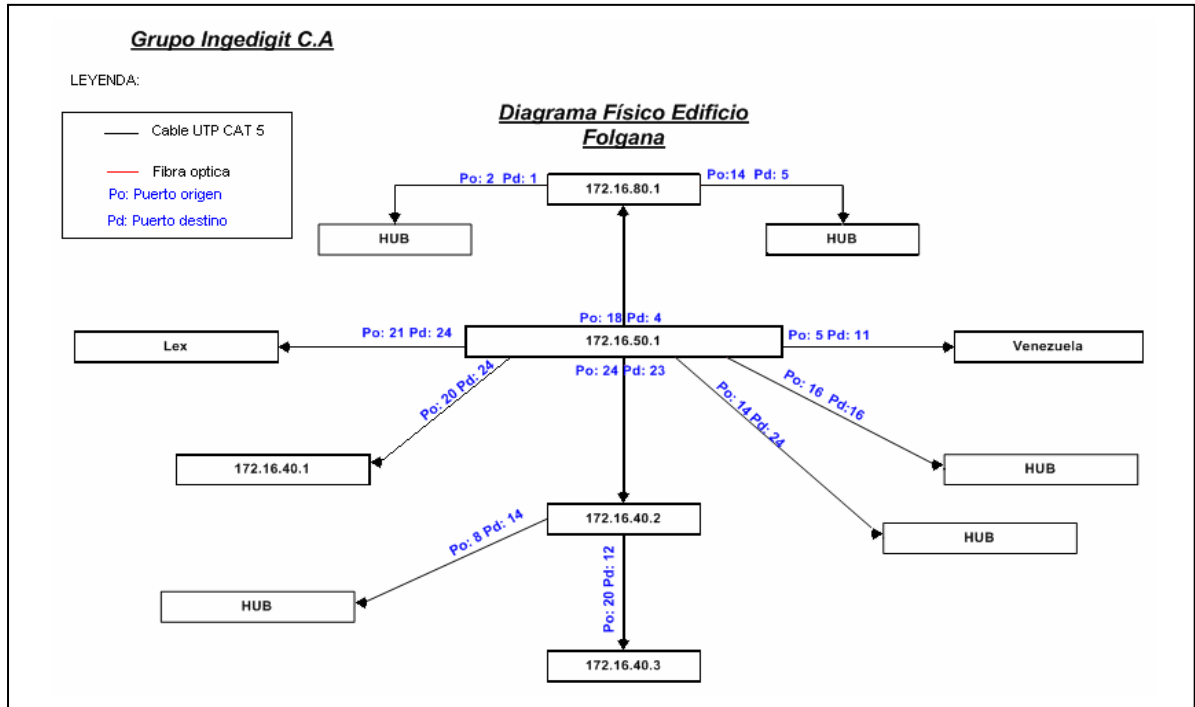 Grupo Ingedigit C.A
LEYENDA:
Cable UTP CAT 5
Fibra optica
Po: Puerto origen
Pd: Puerto destino
Diagrama Físico Edificio
Folgana
Po: 2 Pd: 1
172.16.80.1
Po:14 Pd: 5
HUB
HUB
Po: 18 Pd: 4
Lex
Po: 21 Pd: 24
172.16.50.1
Po: 5 Pd: 11
Venezuela
Po: 24 Pd: 23
Po: 20 Pd: 24
Po: 14 Pd: 24
Po: 16 Pd:16
172.16.40.1
HUB
172.16.40.2
HUB
Po: 8 Pd: 14
Po: 20 Pd: 12
HUB
172.16.40.3